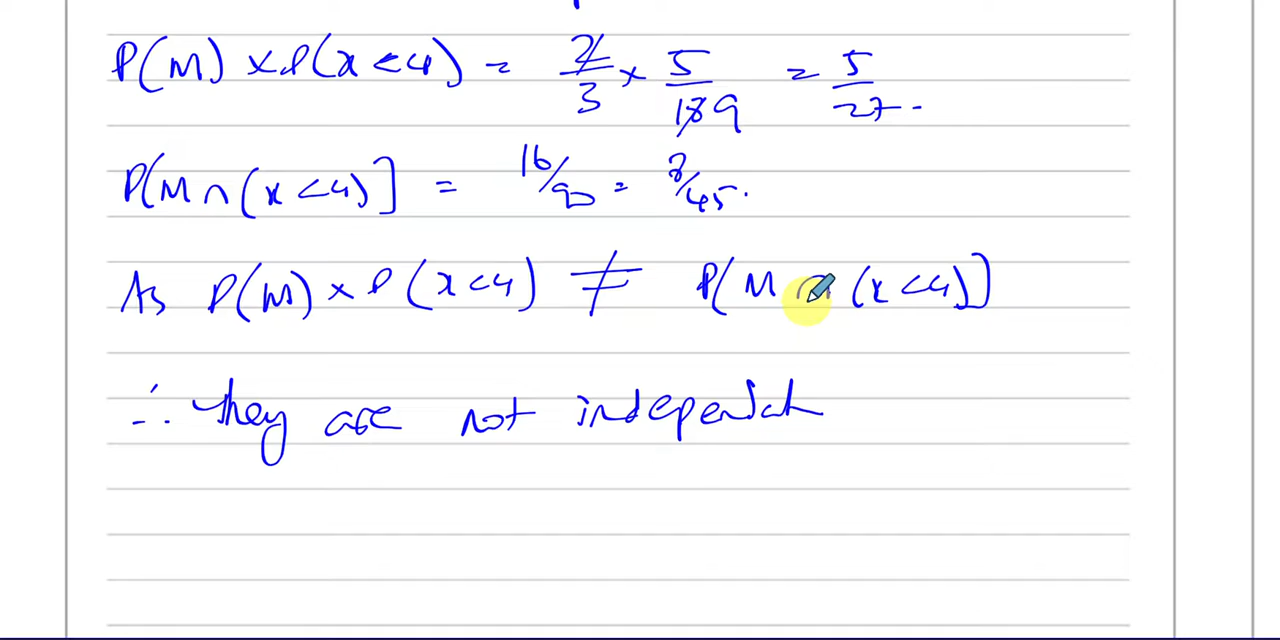 P(M) × P(x<4) = 2/3 × 5/18 9 = 5/27.
P[M∩(x<4)] = 16/90 = 8/45.
As P(M) × P(x<4) ≠ P(M ∩ (x<4)]
∴ they are not independent